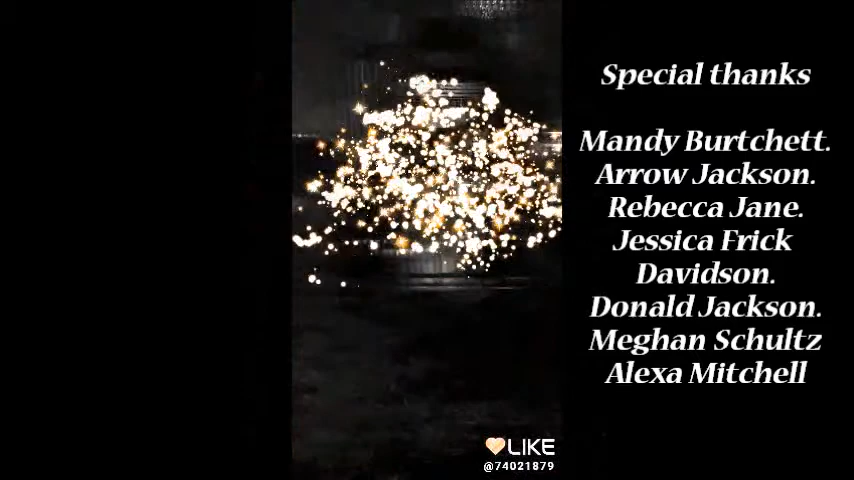 Special thanks
Mandy Burtchett.
Arrow Jackson.
Rebecca Jane.
Jessica Frick
Davidson.
Donald Jackson.
Meghan Schultz
Alexa Mitchell
LIKE
@74021879